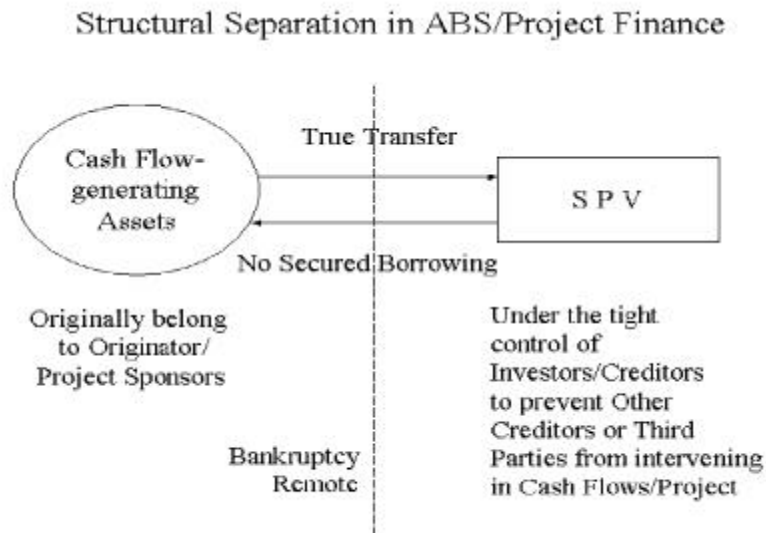 Structural Separation in ABS/Project Finance
True Transfer
Cash Flow-
generating
Assets
S P V
No Secured Borrowing
Originally belong
to Originator/
Project Sponsors
Under the tight
control of
Investors/Creditors
to prevent Other
Creditors or Third
Parties from intervening
in Cash Flows/Project
Bankruptcy
Remote